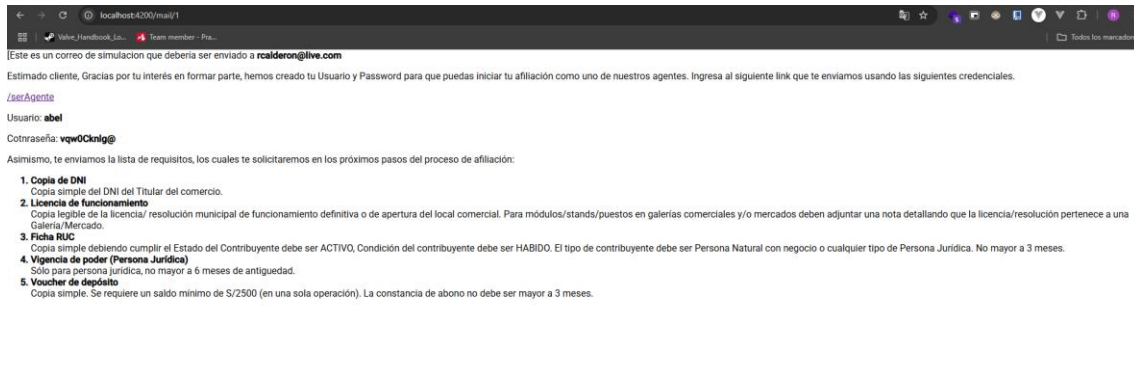 localhost:4200/mail/1
Valve_Handbook_Lo...
Team member - Pra...
Todos los marcadores
[Este es un correo de simulacion que deberia ser enviado a rcalderon@live.com
Estimado cliente, Gracias por tu interés en formar parte, hemos creado tu Usuario y Password para que puedas iniciar tu afiliación como uno de nuestros agentes. Ingresa al siguiente link que te enviamos usando las siguientes credenciales.
/serAgente
Usuario: abel
Cotnraseña: vqw0Cknlg@
Asimismo, te enviamos la lista de requisitos, los cuales te solicitaremos en los próximos pasos del proceso de afiliación:
1. Copia de DNI
Copia simple del DNI del Titular del comercio.
2. Licencia de funcionamiento
Copia legible de la licencia/ resolución municipal de funcionamiento definitiva o de apertura del local comercial. Para módulos/stands/puestos en galerías comerciales y/o mercados deben adjuntar una nota detallando que la licencia/resolución pertenece a una
Galería/Mercado.
3. Ficha RUC
Copia simple debiendo cumplir el Estado del Contribuyente debe ser ACTIVO, Condición del contribuyente debe ser HABIDO. El tipo de contribuyente debe ser Persona Natural con negocio o cualquier tipo de Persona Jurídica. No mayor a 3 meses.
4. Vigencia de poder (Persona Jurídica)
Sólo para persona jurídica, no mayor a 6 meses de antiguedad.
5. Voucher de depósito
Copia simple. Se requiere un saldo mínimo de S/2500 (en una sola operación). La constancia de abono no debe ser mayor a 3 meses.